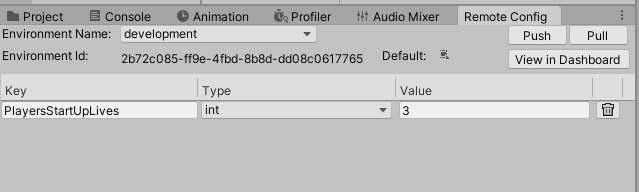 Project Console Animation Profiler Audio Mixer Remote Config
Environment Name: development Push Pull
Environment Id: 2b72c085-ff9e-4fbd-8b8d-dd08c0617765 Default: View in Dashboard
Key Type Value
PlayersStartUpLives int 3